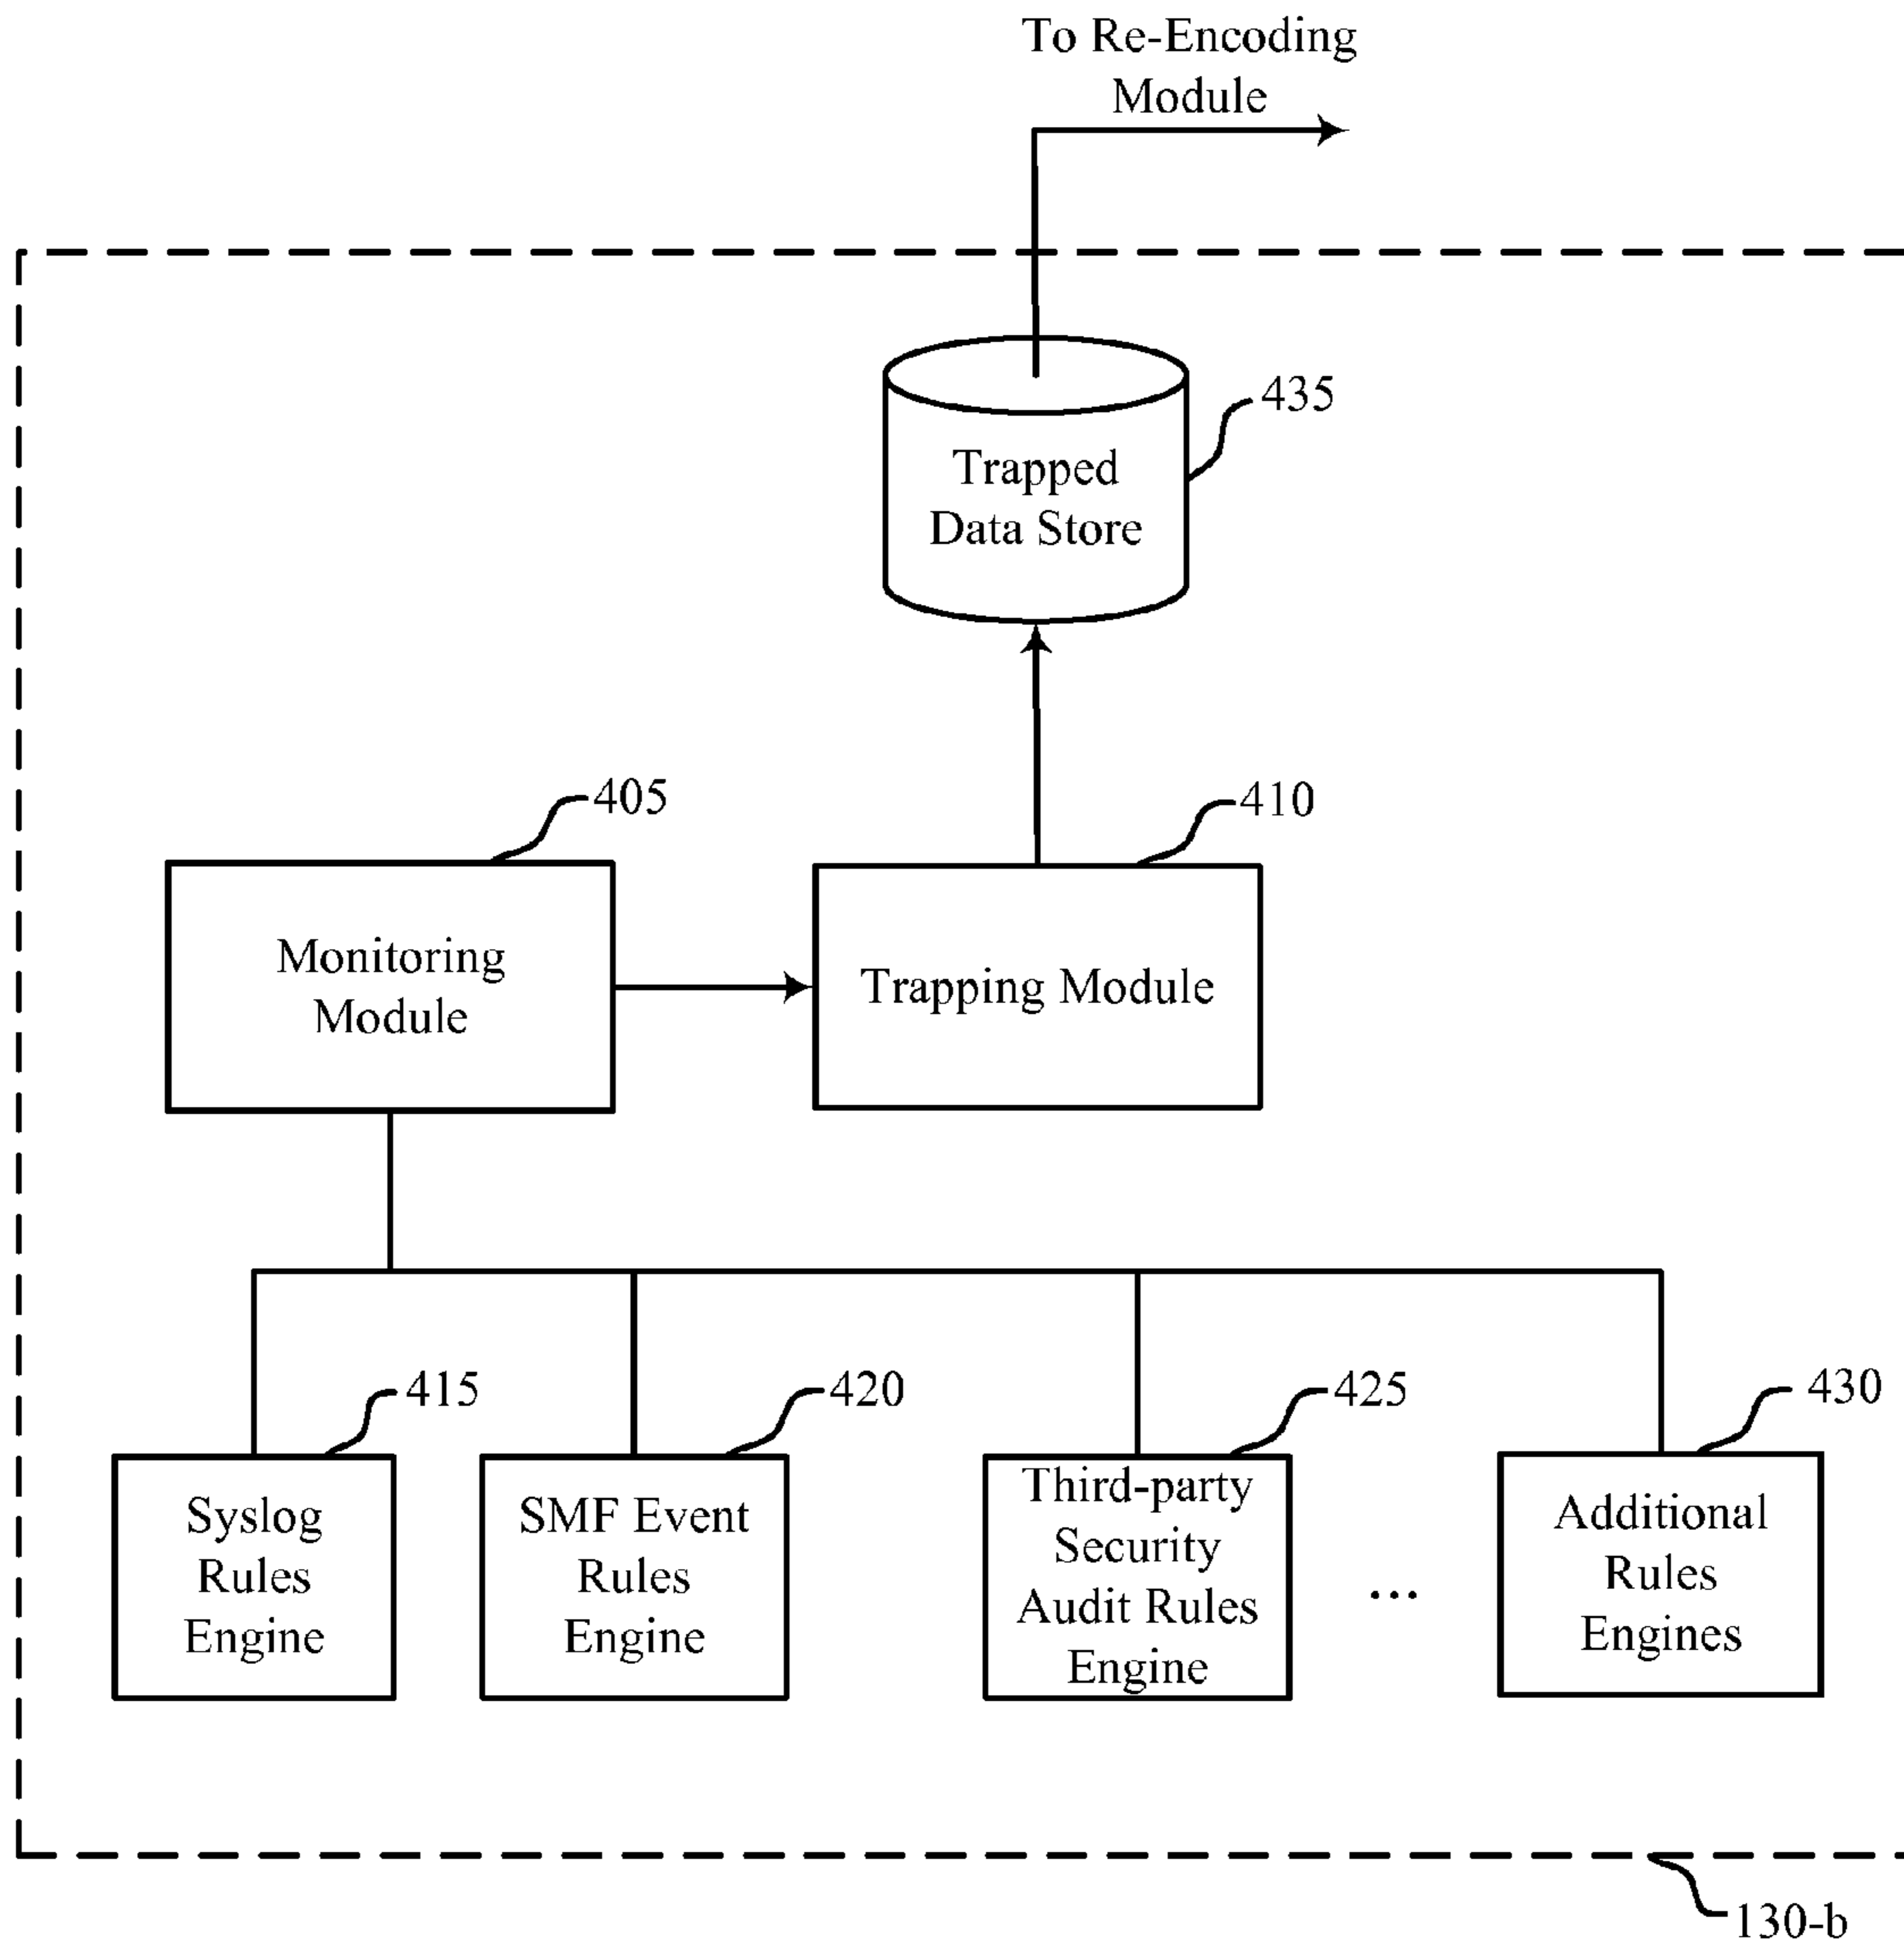 To Re-Encoding
Module
435
Trapped
Data Store
405
410
Monitoring
Module
Trapping Module
415
420
425
430
Syslog
Rules
Engine
SMF Event
Rules
Engine
Third-party
Security
Audit Rules
Engine
...
Additional
Rules
Engines
130-b